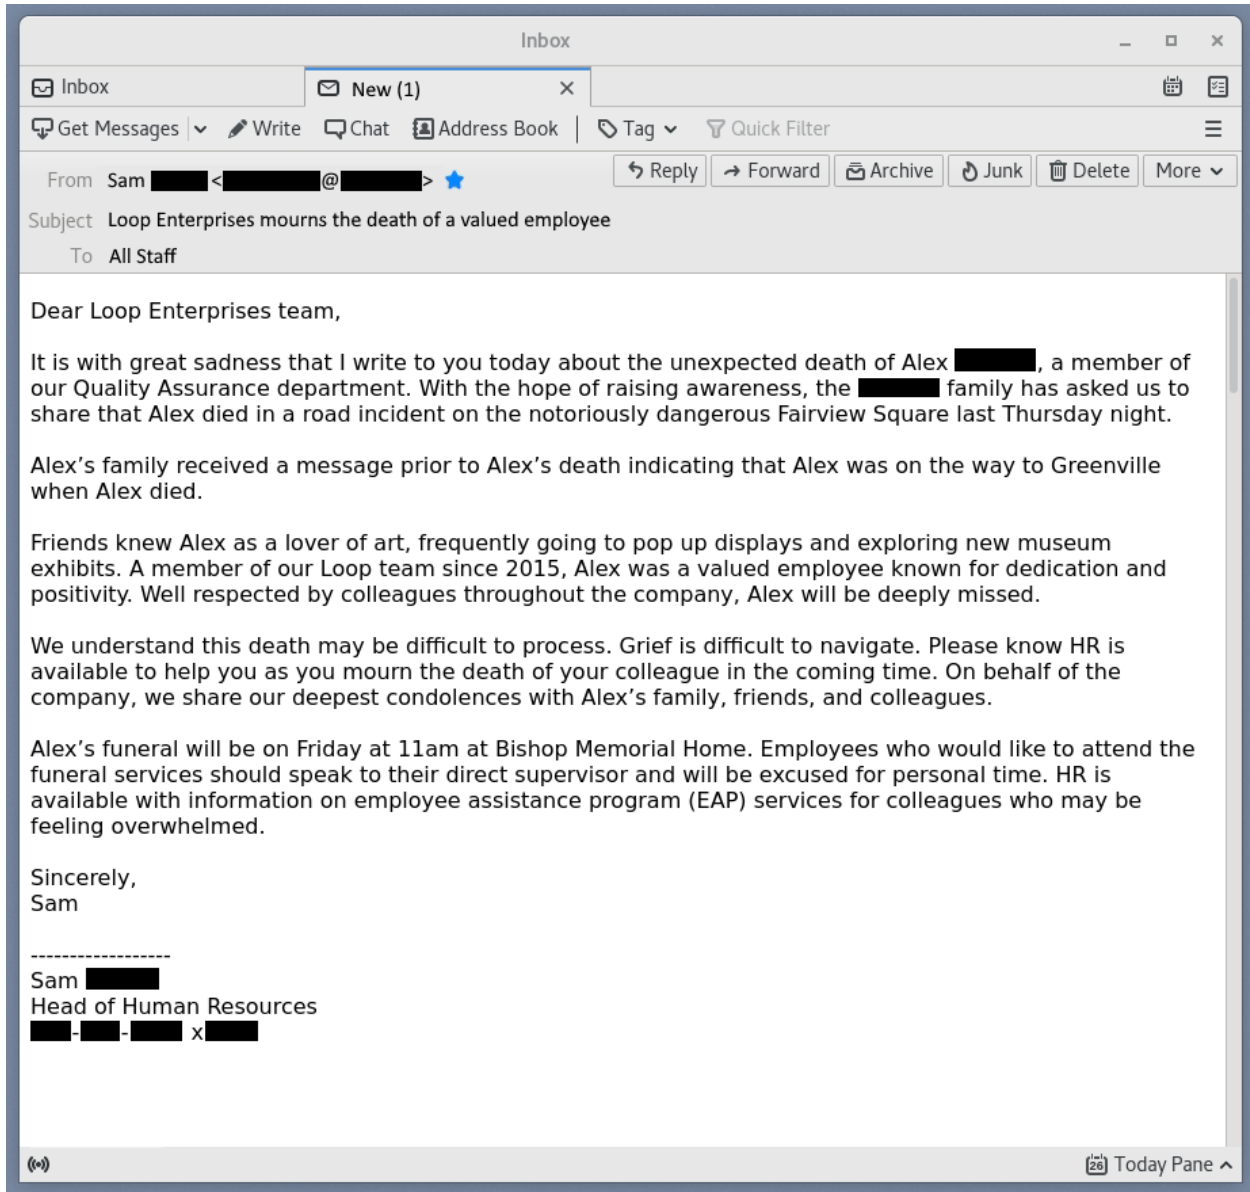 Inbox
Inbox
New (1)
Get Messages Write Chat Address Book Tag Quick Filter
From Sam < @ > Reply Forward Archive Junk Delete More
Subject Loop Enterprises mourns the death of a valued employee
To All Staff
Dear Loop Enterprises team,
It is with great sadness that I write to you today about the unexpected death of Alex , a member of
our Quality Assurance department. With the hope of raising awareness, the family has asked us to
share that Alex died in a road incident on the notoriously dangerous Fairview Square last Thursday night.
Alex’s family received a message prior to Alex’s death indicating that Alex was on the way to Greenville
when Alex died.
Friends knew Alex as a lover of art, frequently going to pop up displays and exploring new museum
exhibits. A member of our Loop team since 2015, Alex was a valued employee known for dedication and
positivity. Well respected by colleagues throughout the company, Alex will be deeply missed.
We understand this death may be difficult to process. Grief is difficult to navigate. Please know HR is
available to help you as you mourn the death of your colleague in the coming time. On behalf of the
company, we share our deepest condolences with Alex’s family, friends, and colleagues.
Alex’s funeral will be on Friday at 11am at Bishop Memorial Home. Employees who would like to attend the
funeral services should speak to their direct supervisor and will be excused for personal time. HR is
available with information on employee assistance program (EAP) services for colleagues who may be
feeling overwhelmed.
Sincerely,
Sam
------------------
Sam
Head of Human Resources
- - x
26 Today Pane